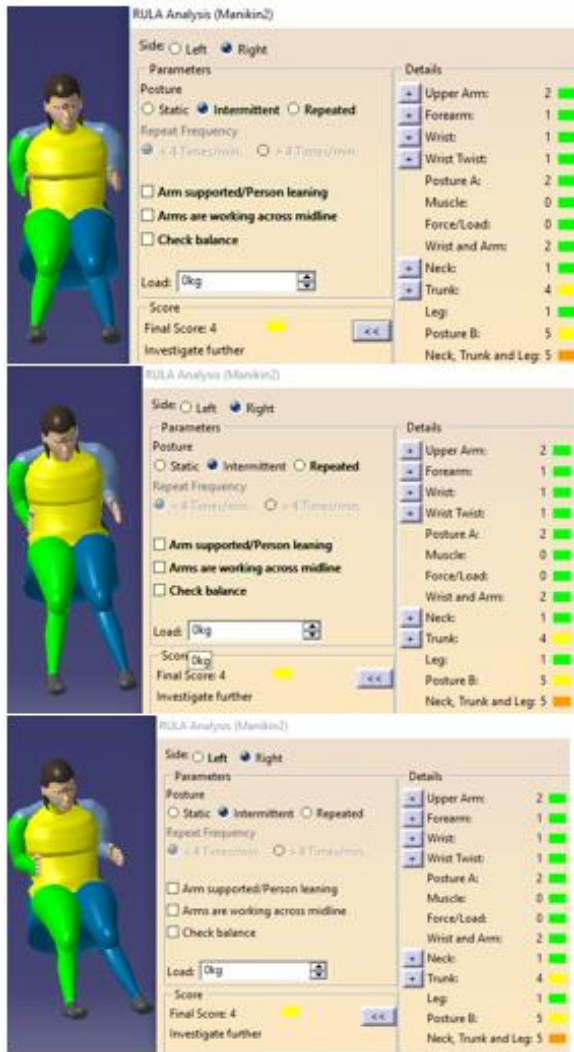 RULA Analysis (Manikin2)
Side: Left Right
Parameters
Posture
Static Intermittent Repeated
Repeat Frequency
< 4 Times/min. > 4 Times/min.
Arm supported/Person leaning
Arms are working across midline
Check balance
Load: 0kg
Score
Final Score: 4
<<
Investigate further
Details
+ Upper Arm: 2
+ Forearm: 1
+ Wrist: 1
+ Wrist Twist: 1
Posture A: 2
Muscle: 0
Force/Load: 0
Wrist and Arm: 2
+ Neck: 1
+ Trunk: 4
Leg: 1
Posture B: 5
Neck, Trunk and Leg: 5
RULA Analysis (Manikin2)
Side: Left Right
Parameters
Posture
Static Intermittent Repeated
Repeat Frequency
< 4 Times/min. > 4 Times/min.
Arm supported/Person leaning
Arms are working across midline
Check balance
Load: 0kg
0kg
Final Score: 4
<<
Investigate further
Details
+ Upper Arm: 2
+ Forearm: 1
+ Wrist: 1
+ Wrist Twist: 1
Posture A: 2
Muscle: 0
Force/Load: 0
Wrist and Arm: 2
+ Neck: 1
+ Trunk: 4
Leg: 1
Posture B: 5
Neck, Trunk and Leg: 5
RULA Analysis (Manikin2)
Side: Left Right
Parameters
Posture
Static Intermittent Repeated
Repeat Frequency
< 4 Times/min. > 4 Times/min.
Arm supported/Person leaning
Arms are working across midline
Check balance
Load: 0kg
Score
Final Score: 4
<<
Investigate further
Details
+ Upper Arm: 2
+ Forearm: 1
+ Wrist: 1
+ Wrist Twist: 1
Posture A: 2
Muscle: 0
Force/Load: 0
Wrist and Arm: 2
+ Neck: 1
+ Trunk: 4
Leg: 1
Posture B: 5
Neck, Trunk and Leg: 5